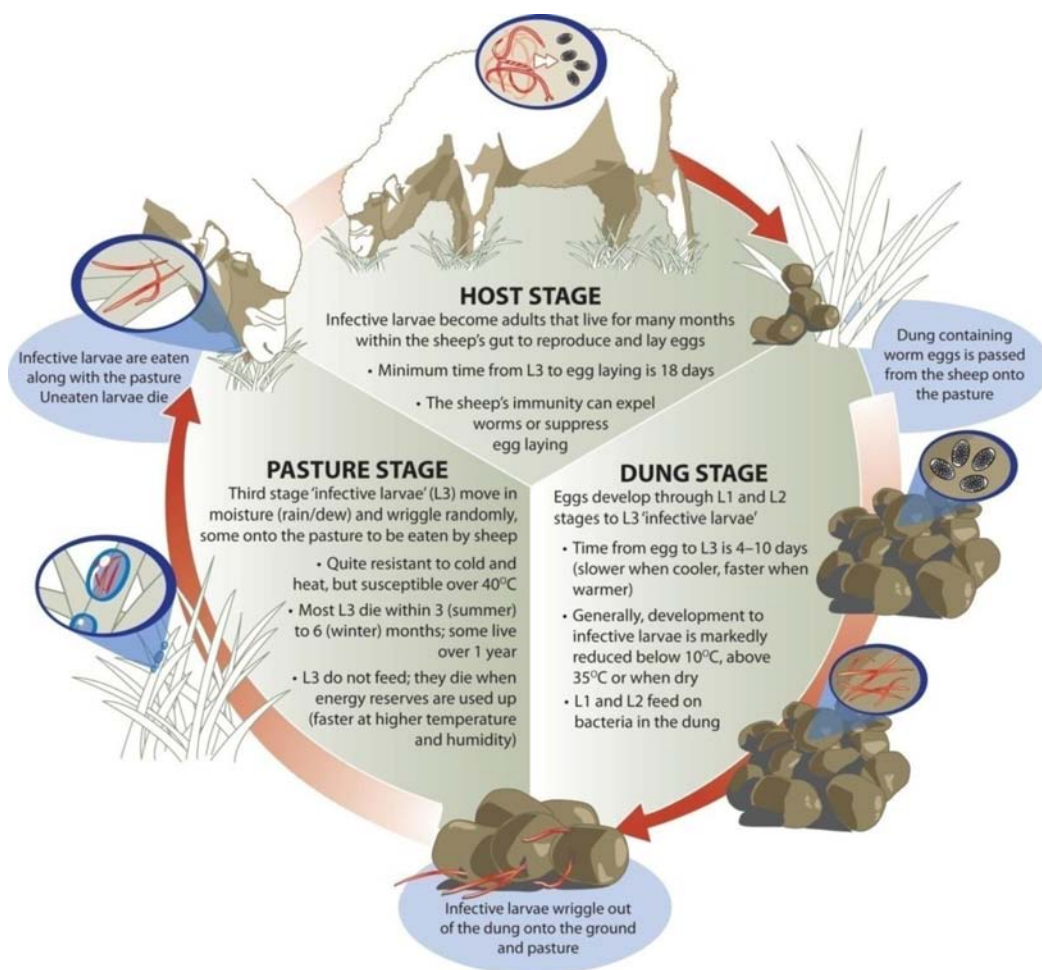 HOST STAGE
Infective larvae become adults that live for many months
within the sheep's gut to reproduce and lay eggs
• Minimum time from L3 to egg laying is 18 days
• The sheep's immunity can expel
worms or suppress
egg laying
Dung containing
worm eggs is passed
from the sheep onto
the pasture
DUNG STAGE
Eggs develop through L1 and L2
stages to L3 'infective larvae'
• Time from egg to L3 is 4–10 days
(slower when cooler, faster when
warmer)
• Generally, development to
infective larvae is markedly
reduced below 10°C, above
35°C or when dry
• L1 and L2 feed on
bacteria in the dung
Infective larvae wriggle out
of the dung onto the ground
and pasture
PASTURE STAGE
Third stage 'infective larvae' (L3) move in
moisture (rain/dew) and wriggle randomly,
some onto the pasture to be eaten by sheep
• Quite resistant to cold and
heat, but susceptible over 40°C
• Most L3 die within 3 (summer)
to 6 (winter) months; some live
over 1 year
• L3 do not feed; they die when
energy reserves are used up
(faster at higher temperature
and humidity)
Infective larvae are eaten
along with the pasture
Uneaten larvae die